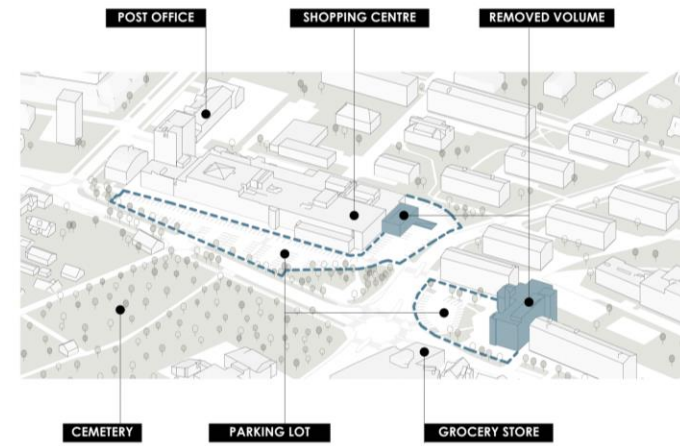 POST OFFICE
SHOPPING CENTRE
REMOVED VOLUME
CEMETERY
PARKING LOT
GROCERY STORE